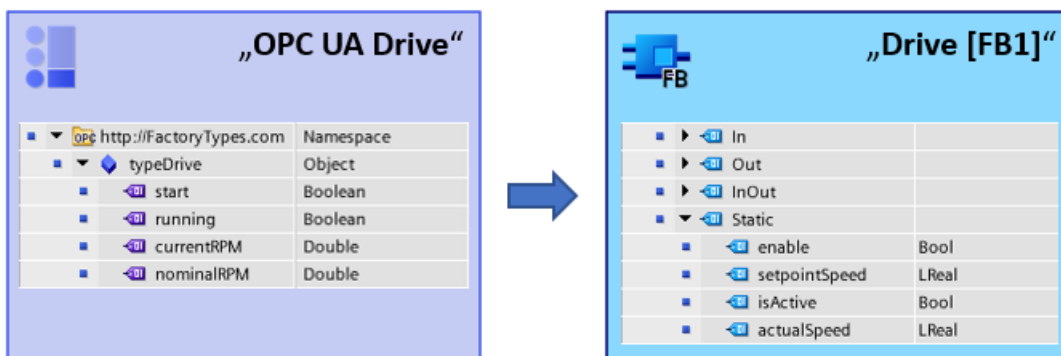 „OPC UA Drive“
OPC http://FactoryTypes.com Namespace
typeDrive Object
start Boolean
running Boolean
currentRPM Double
nominalRPM Double
„Drive [FB1]“
FB
In
Out
InOut
Static
enable Bool
setpointSpeed LReal
isActive Bool
actualSpeed LReal